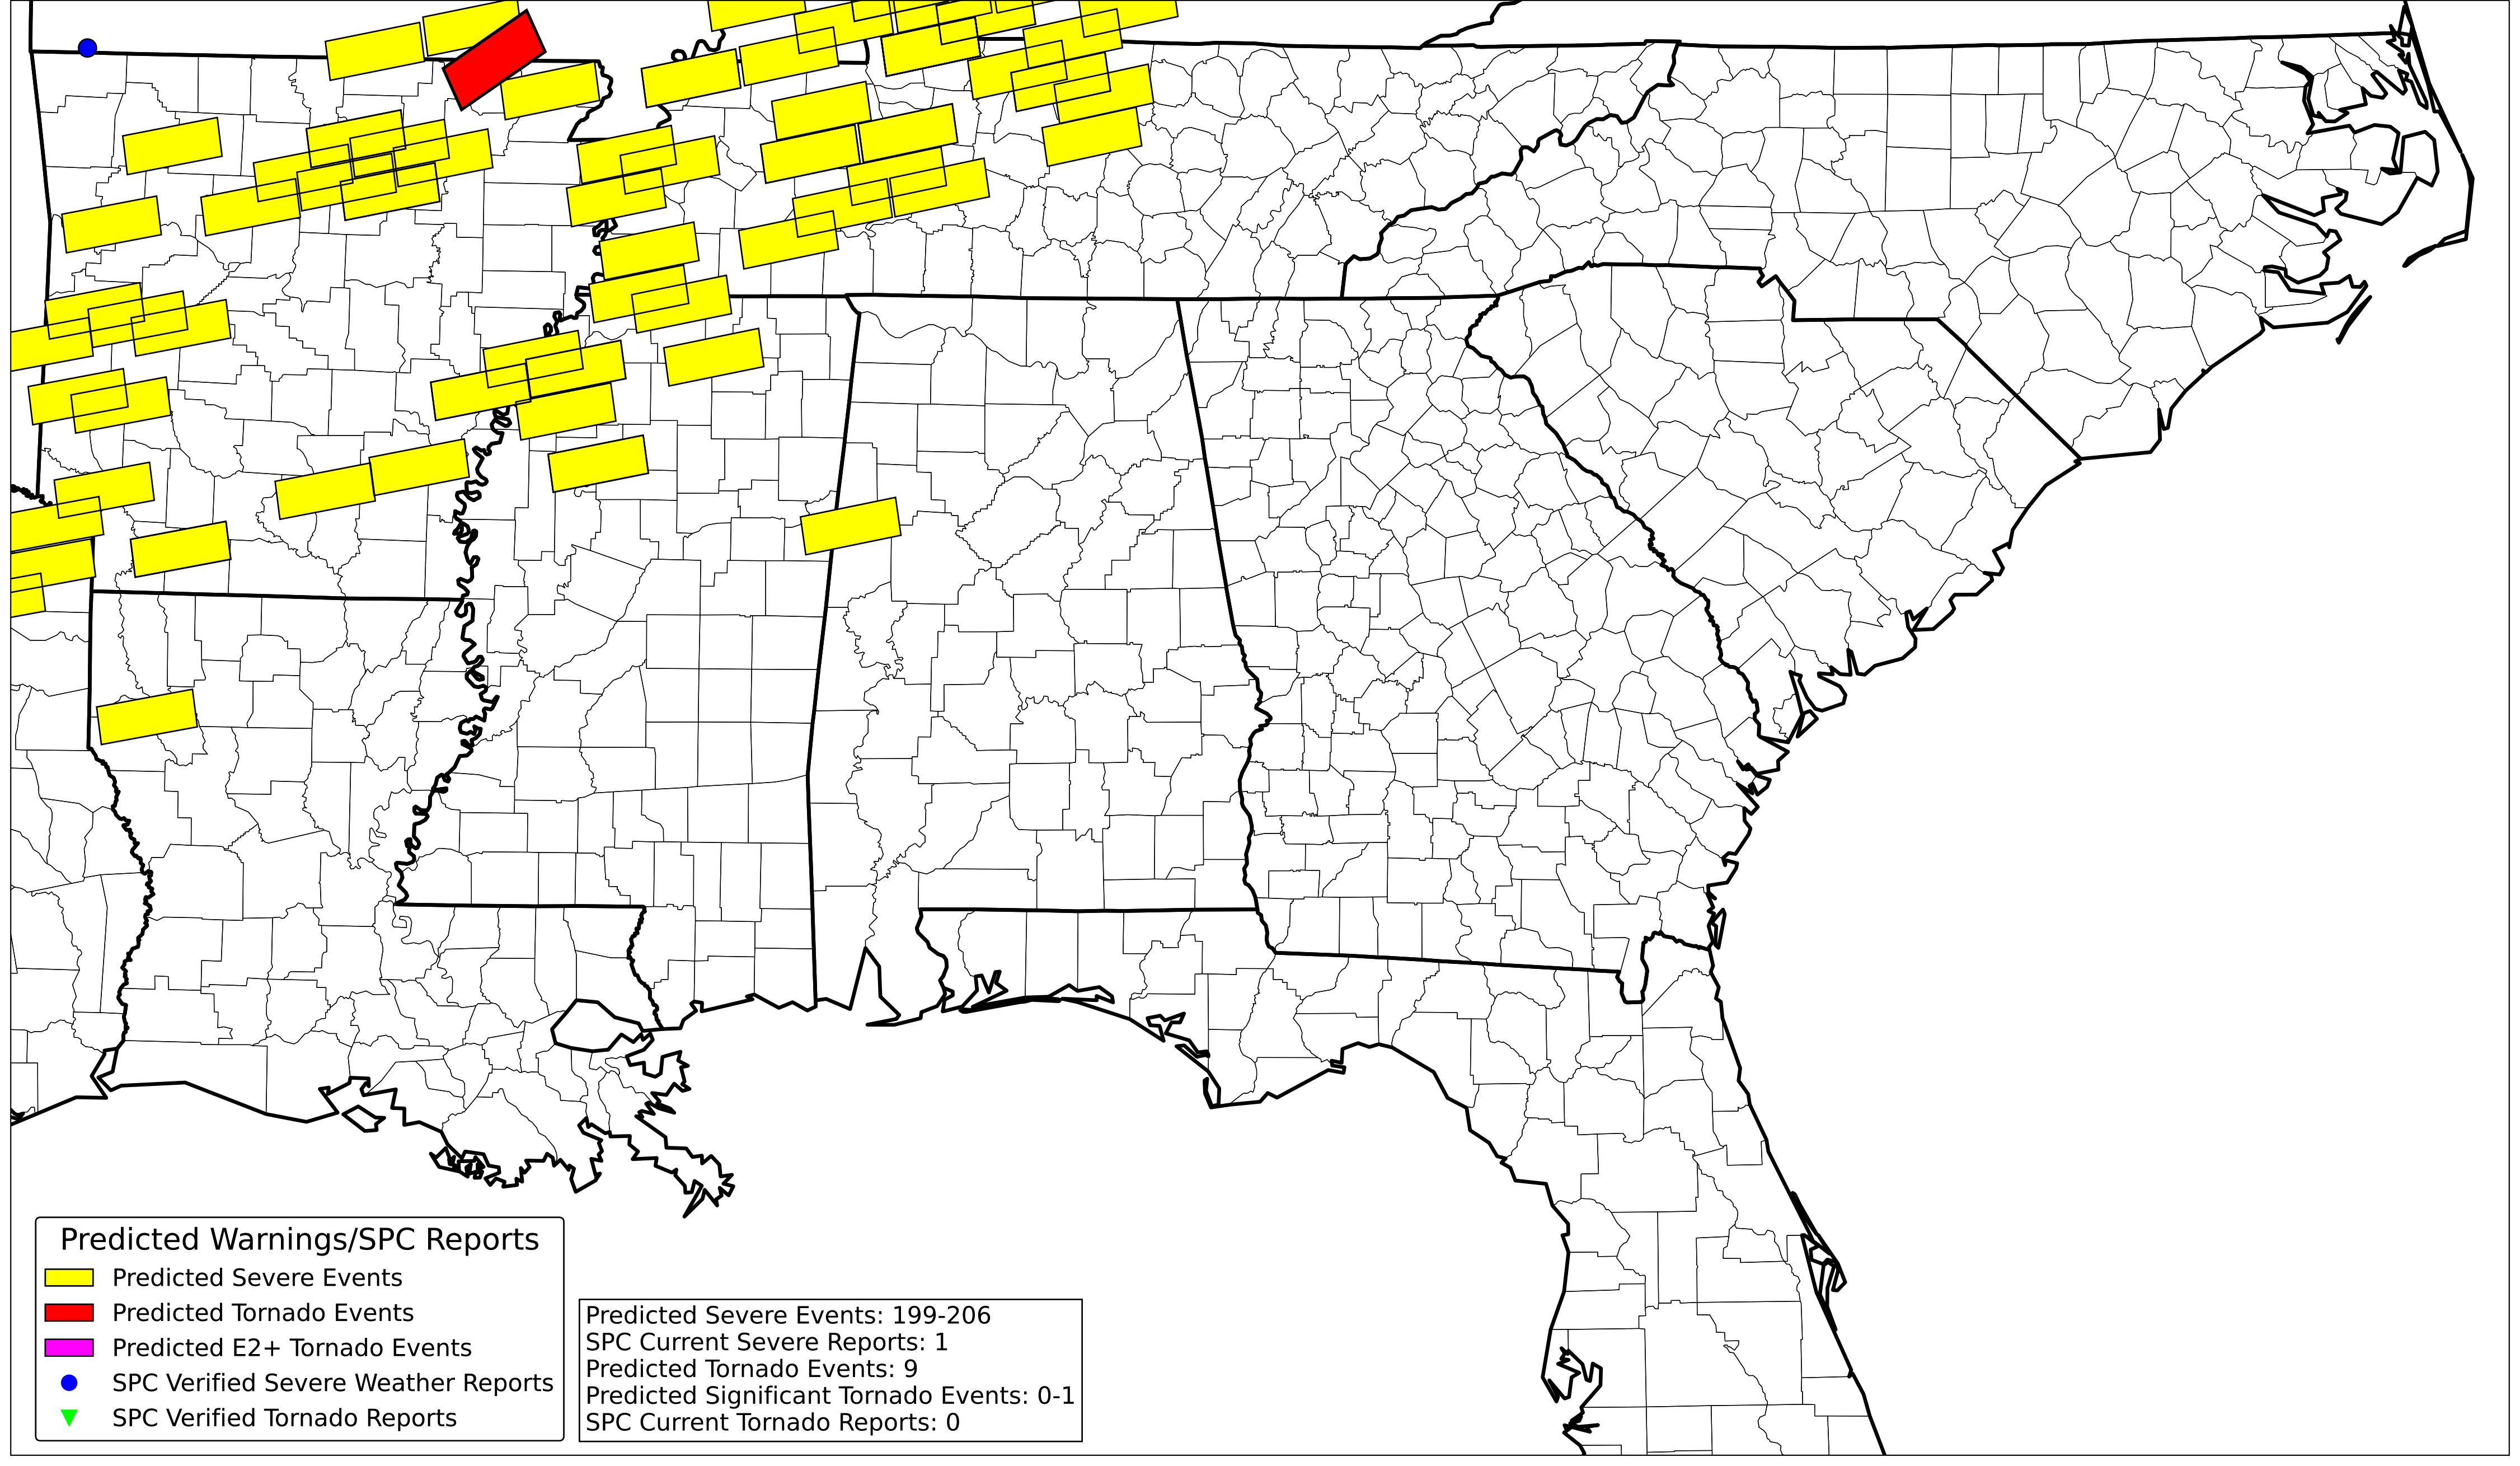 Predicted Warnings/SPC Reports
Predicted Severe Events
Predicted Tornado Events
Predicted E2+ Tornado Events
SPC Verified Severe Weather Reports
SPC Verified Tornado Reports
Predicted Severe Events: 199-206
SPC Current Severe Reports: 1
Predicted Tornado Events: 9
Predicted Significant Tornado Events: 0-1
SPC Current Tornado Reports: 0